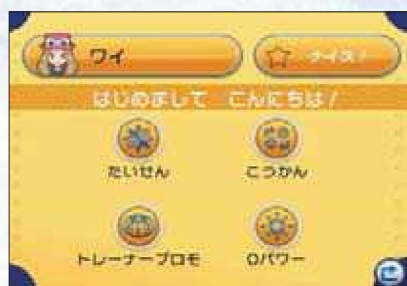 ワイ
ナイス！
はじめまして　こんにちは！
たいせん
こうかん
トレーナープロモ
Oパワー